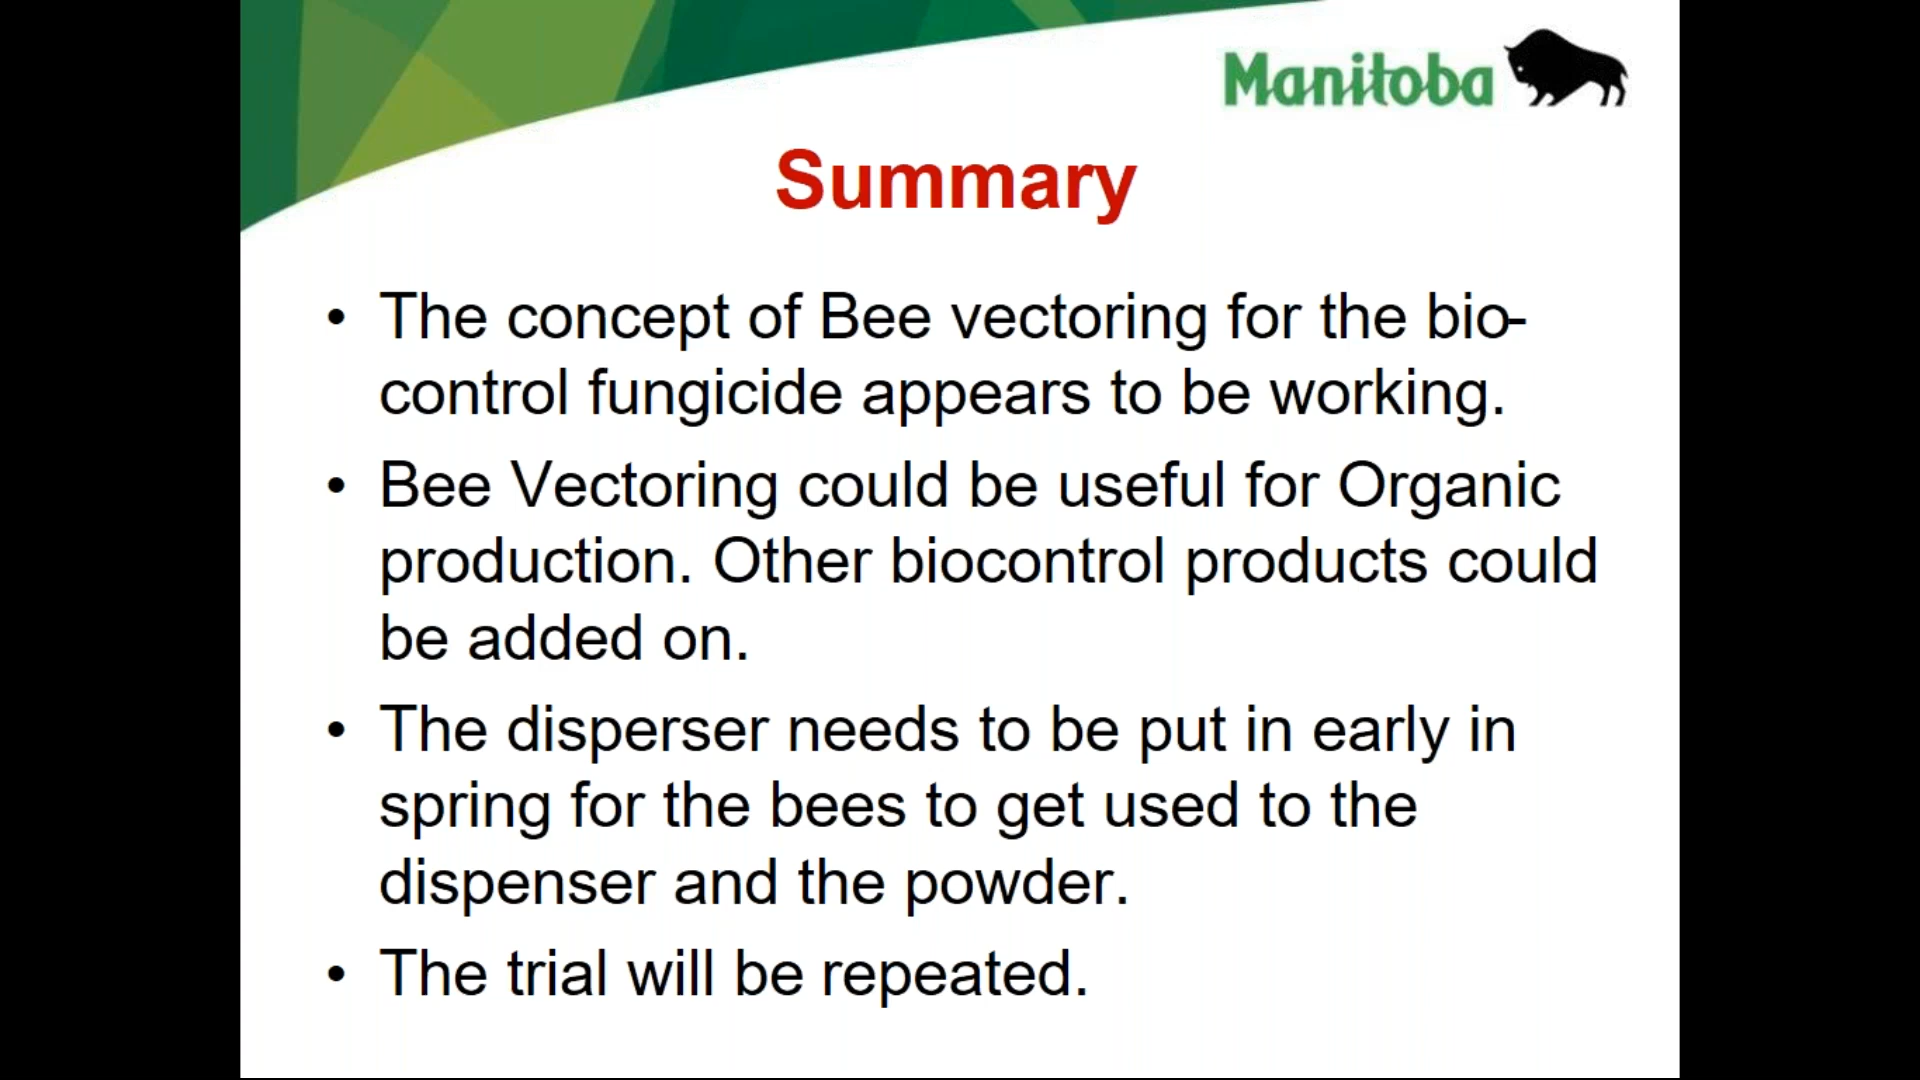 Manitoba
Summary
• The concept of Bee vectoring for the bio-
control fungicide appears to be working.
• Bee Vectoring could be useful for Organic
production. Other biocontrol products could
be added on.
• The disperser needs to be put in early in
spring for the bees to get used to the
dispenser and the powder.
• The trial will be repeated.